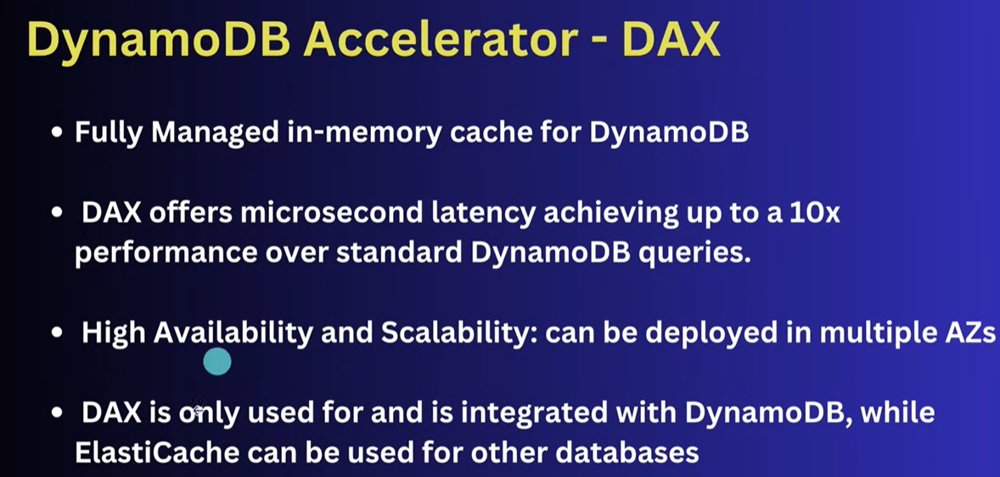 DynamoDB Accelerator - DAX
• Fully Managed in-memory cache for DynamoDB
• DAX offers microsecond latency achieving up to a 10x
performance over standard DynamoDB queries.
• High Availability and Scalability: can be deployed in multiple AZs
• DAX is only used for and is integrated with DynamoDB, while
ElastiCache can be used for other databases